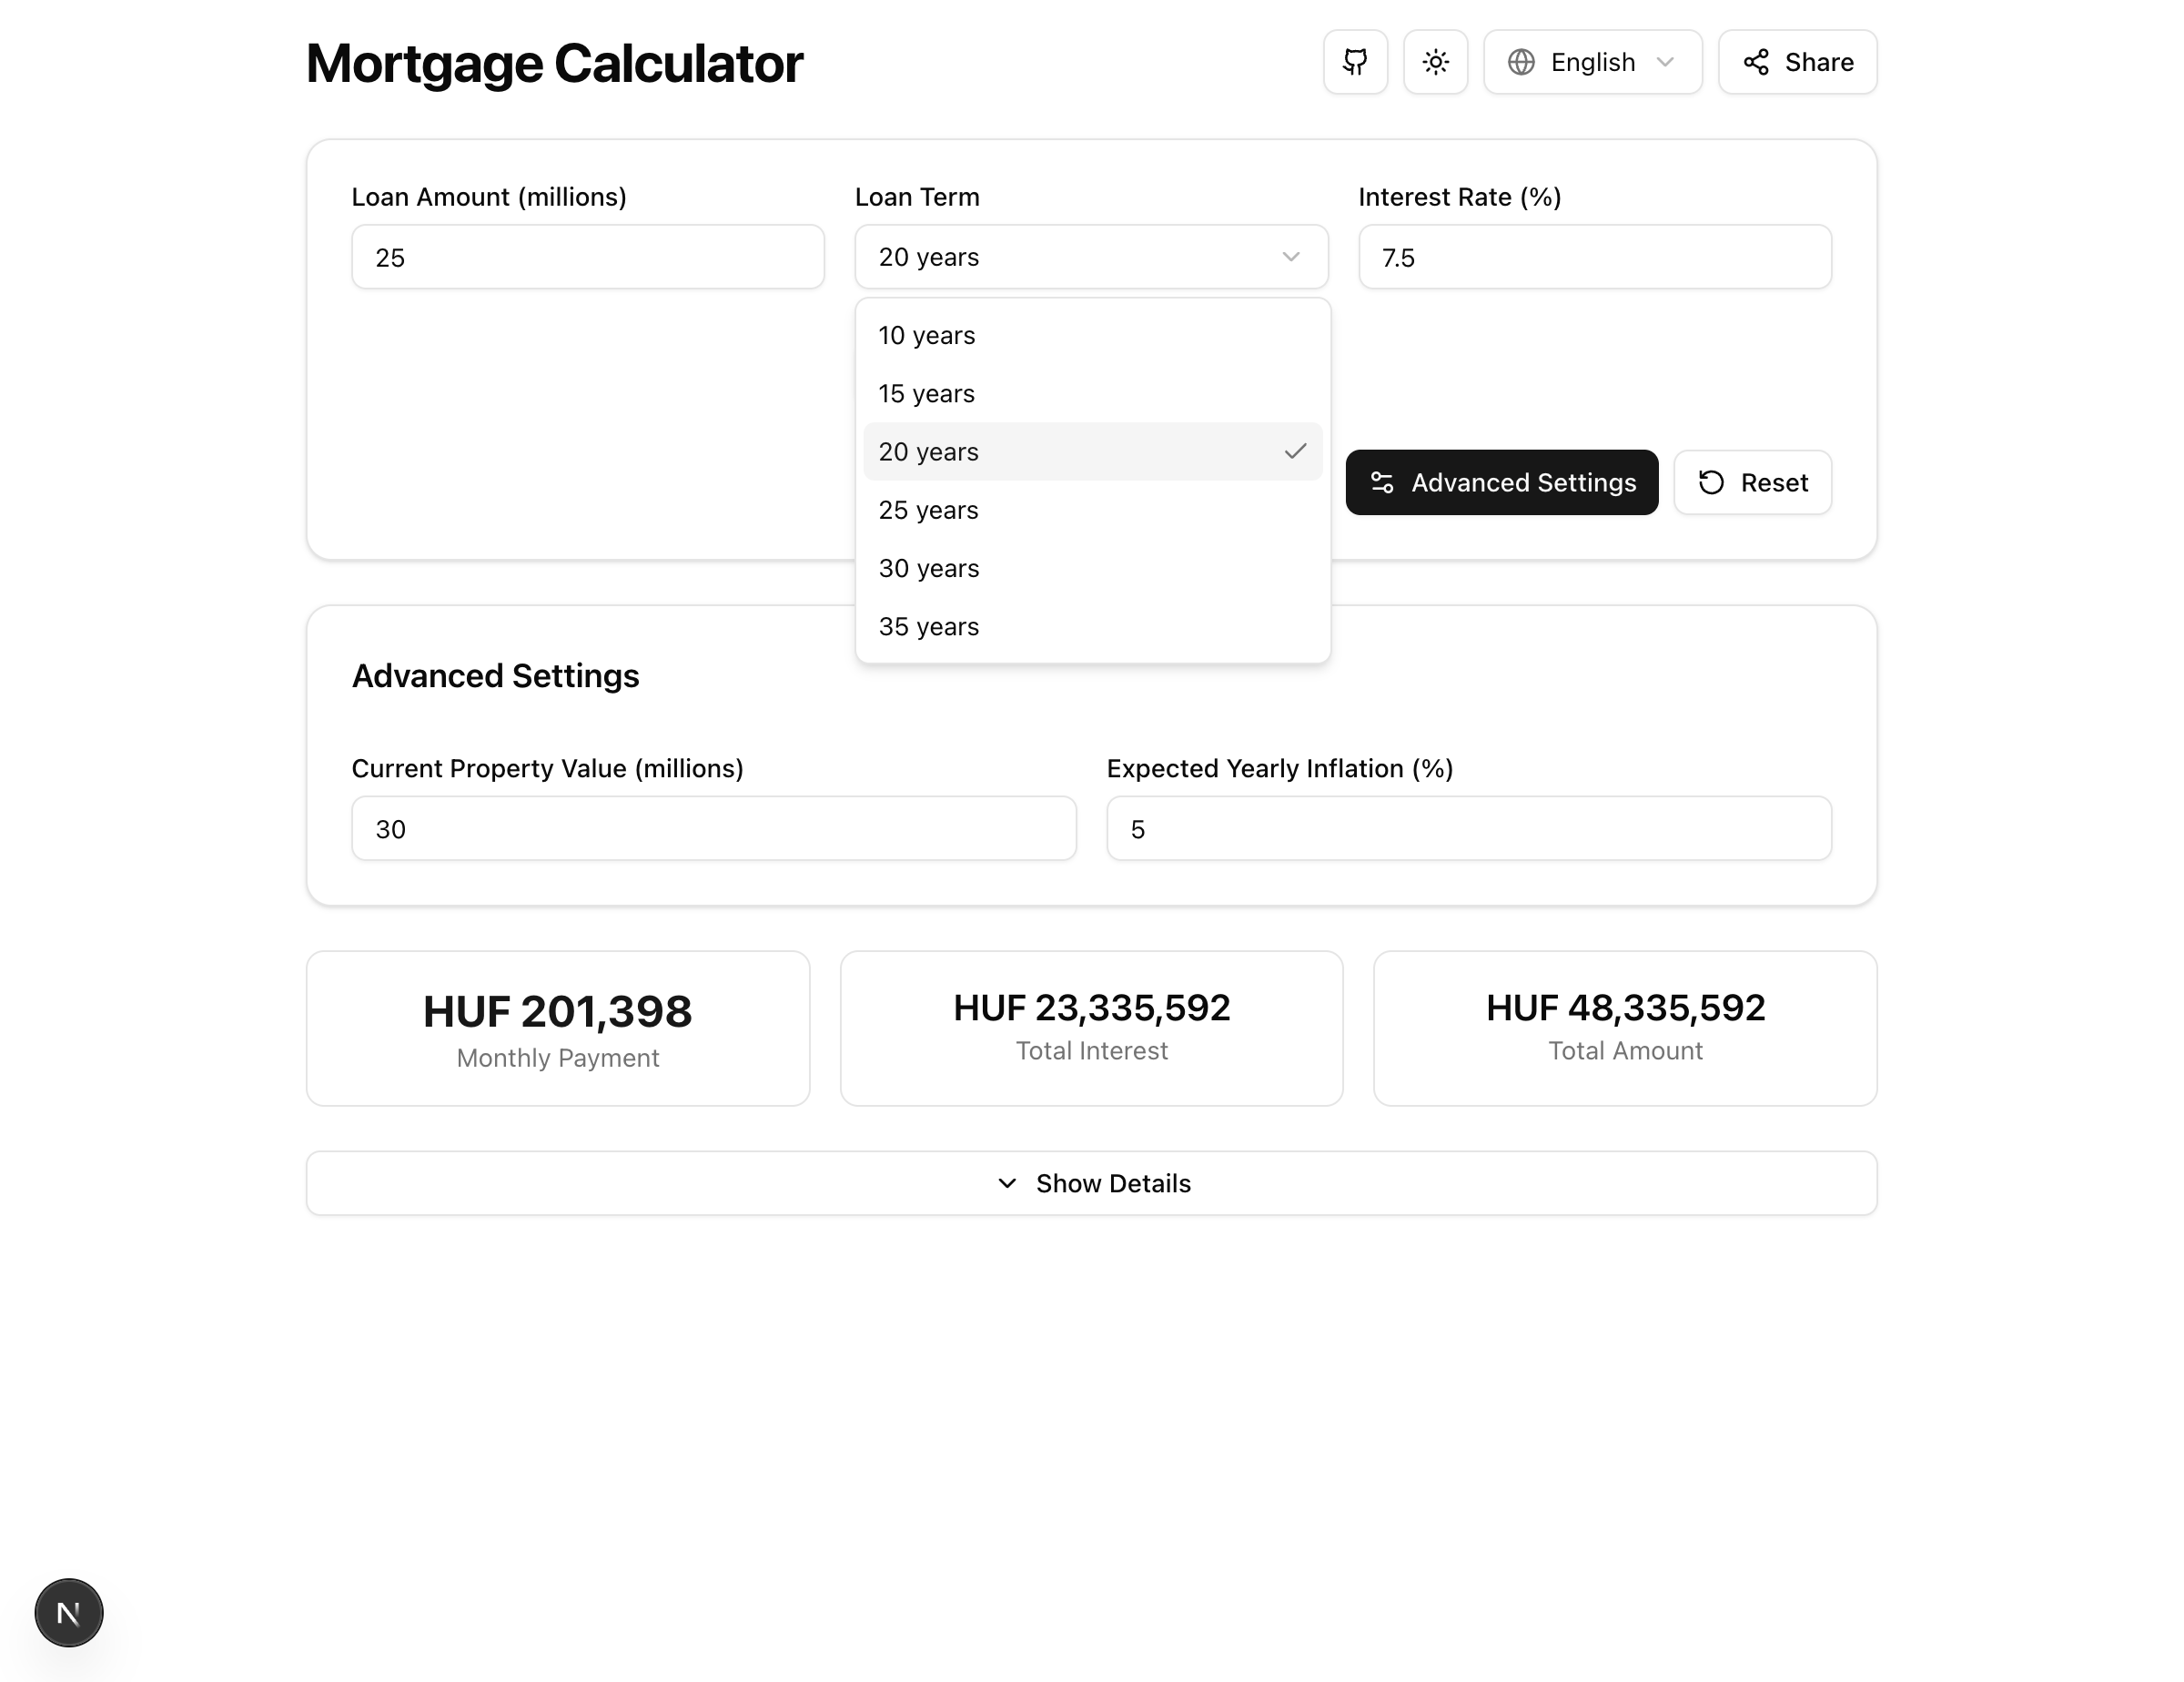 Mortgage Calculator
English
Share
Loan Amount (millions)
25
Loan Term
20 years
Interest Rate (%)
7.5
10 years
15 years
20 years
25 years
30 years
35 years
Advanced Settings
Reset
Advanced Settings
Current Property Value (millions)
30
Expected Yearly Inflation (%)
5
HUF 201,398
Monthly Payment
HUF 23,335,592
Total Interest
HUF 48,335,592
Total Amount
Show Details
N